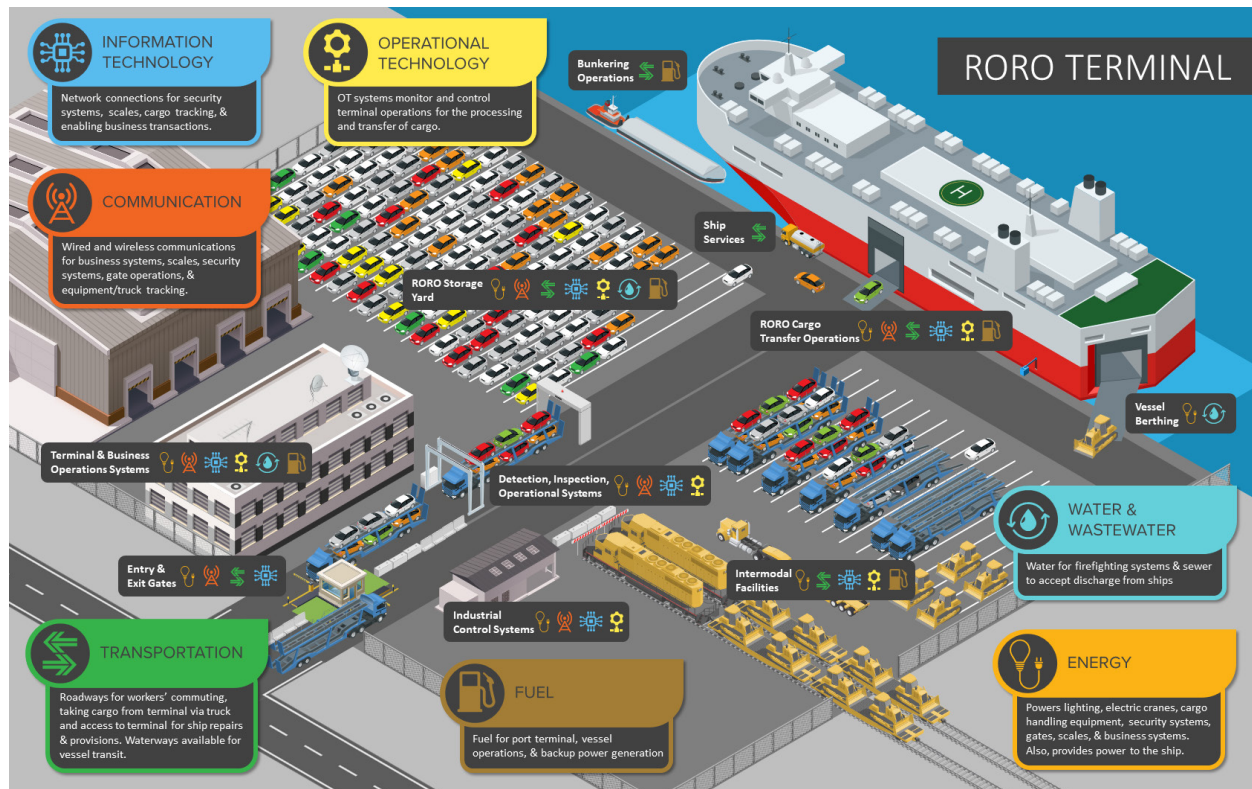 RORO TERMINAL
INFORMATION
TECHNOLOGY
Network connections for security
systems, scales, cargo tracking, &
enabling business transactions.
OPERATIONAL
TECHNOLOGY
OT systems monitor and control
terminal operations for the processing
and transfer of cargo.
Bunkering
Operations
COMMUNICATION
Wired and wireless communications
for business systems, scales, security
systems, gate operations, &
equipment/truck tracking.
Ship
Services
H
RORO Storage
Yard
RORO Cargo
Transfer Operations
Vessel
Berthing
Terminal & Business
Operations Systems
Detection, Inspection,
Operational Systems
WATER &
WASTEWATER
Water for firefighting systems & sewer
to accept discharge from ships
Entry &
Exit Gates
Intermodal
Facilities
Industrial
Control Systems
TRANSPORTATION
Roadways for workers' commuting,
taking cargo from terminal via truck
and access to terminal for ship repairs
& provisions. Waterways available for
vessel transit.
FUEL
Fuel for port terminal, vessel
operations, & backup power generation
ENERGY
Powers lighting, electric cranes, cargo
handling equipment, security systems,
gates, scales, & business systems.
Also, provides power to the ship.